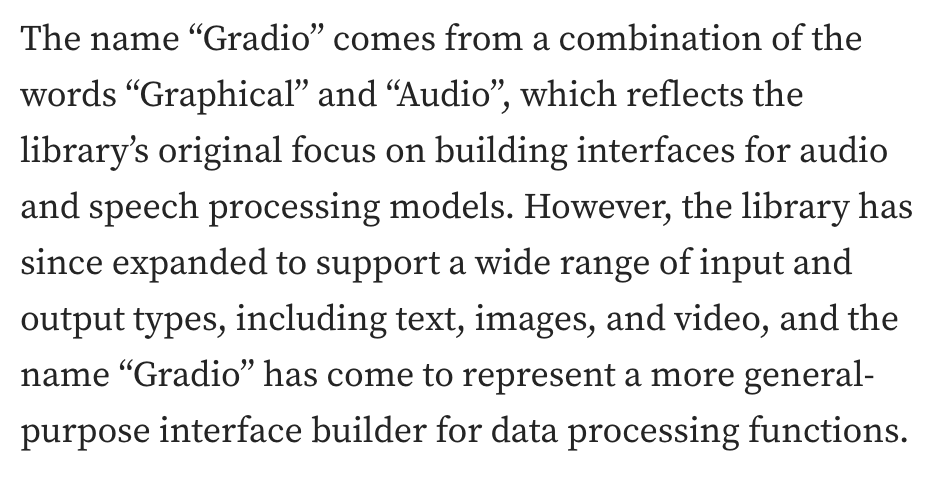 The name “Gradio” comes from a combination of the
words “Graphical” and “Audio”, which reflects the
library’s original focus on building interfaces for audio
and speech processing models. However, the library has
since expanded to support a wide range of input and
output types, including text, images, and video, and the
name “Gradio” has come to represent a more general-
purpose interface builder for data processing functions.